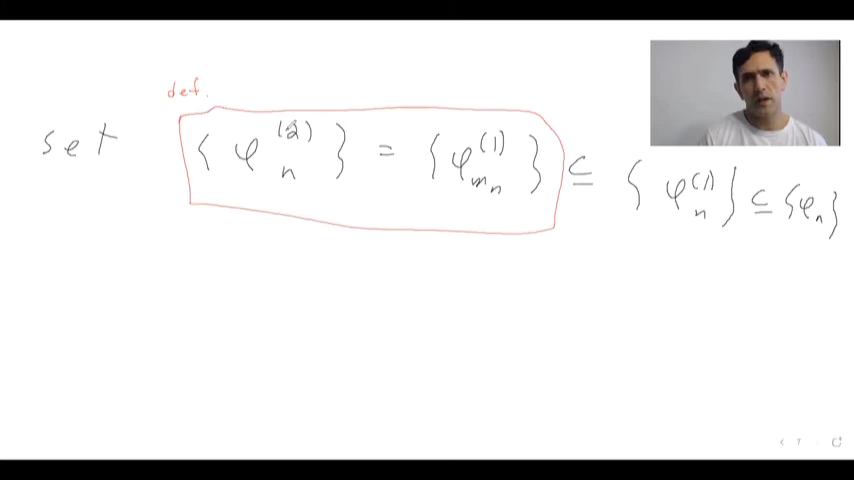 def.
set { φ_n^(2) } = { φ_{m_n}^(1) } ⊆ { φ_n^(1) } ⊆ { φ_n }